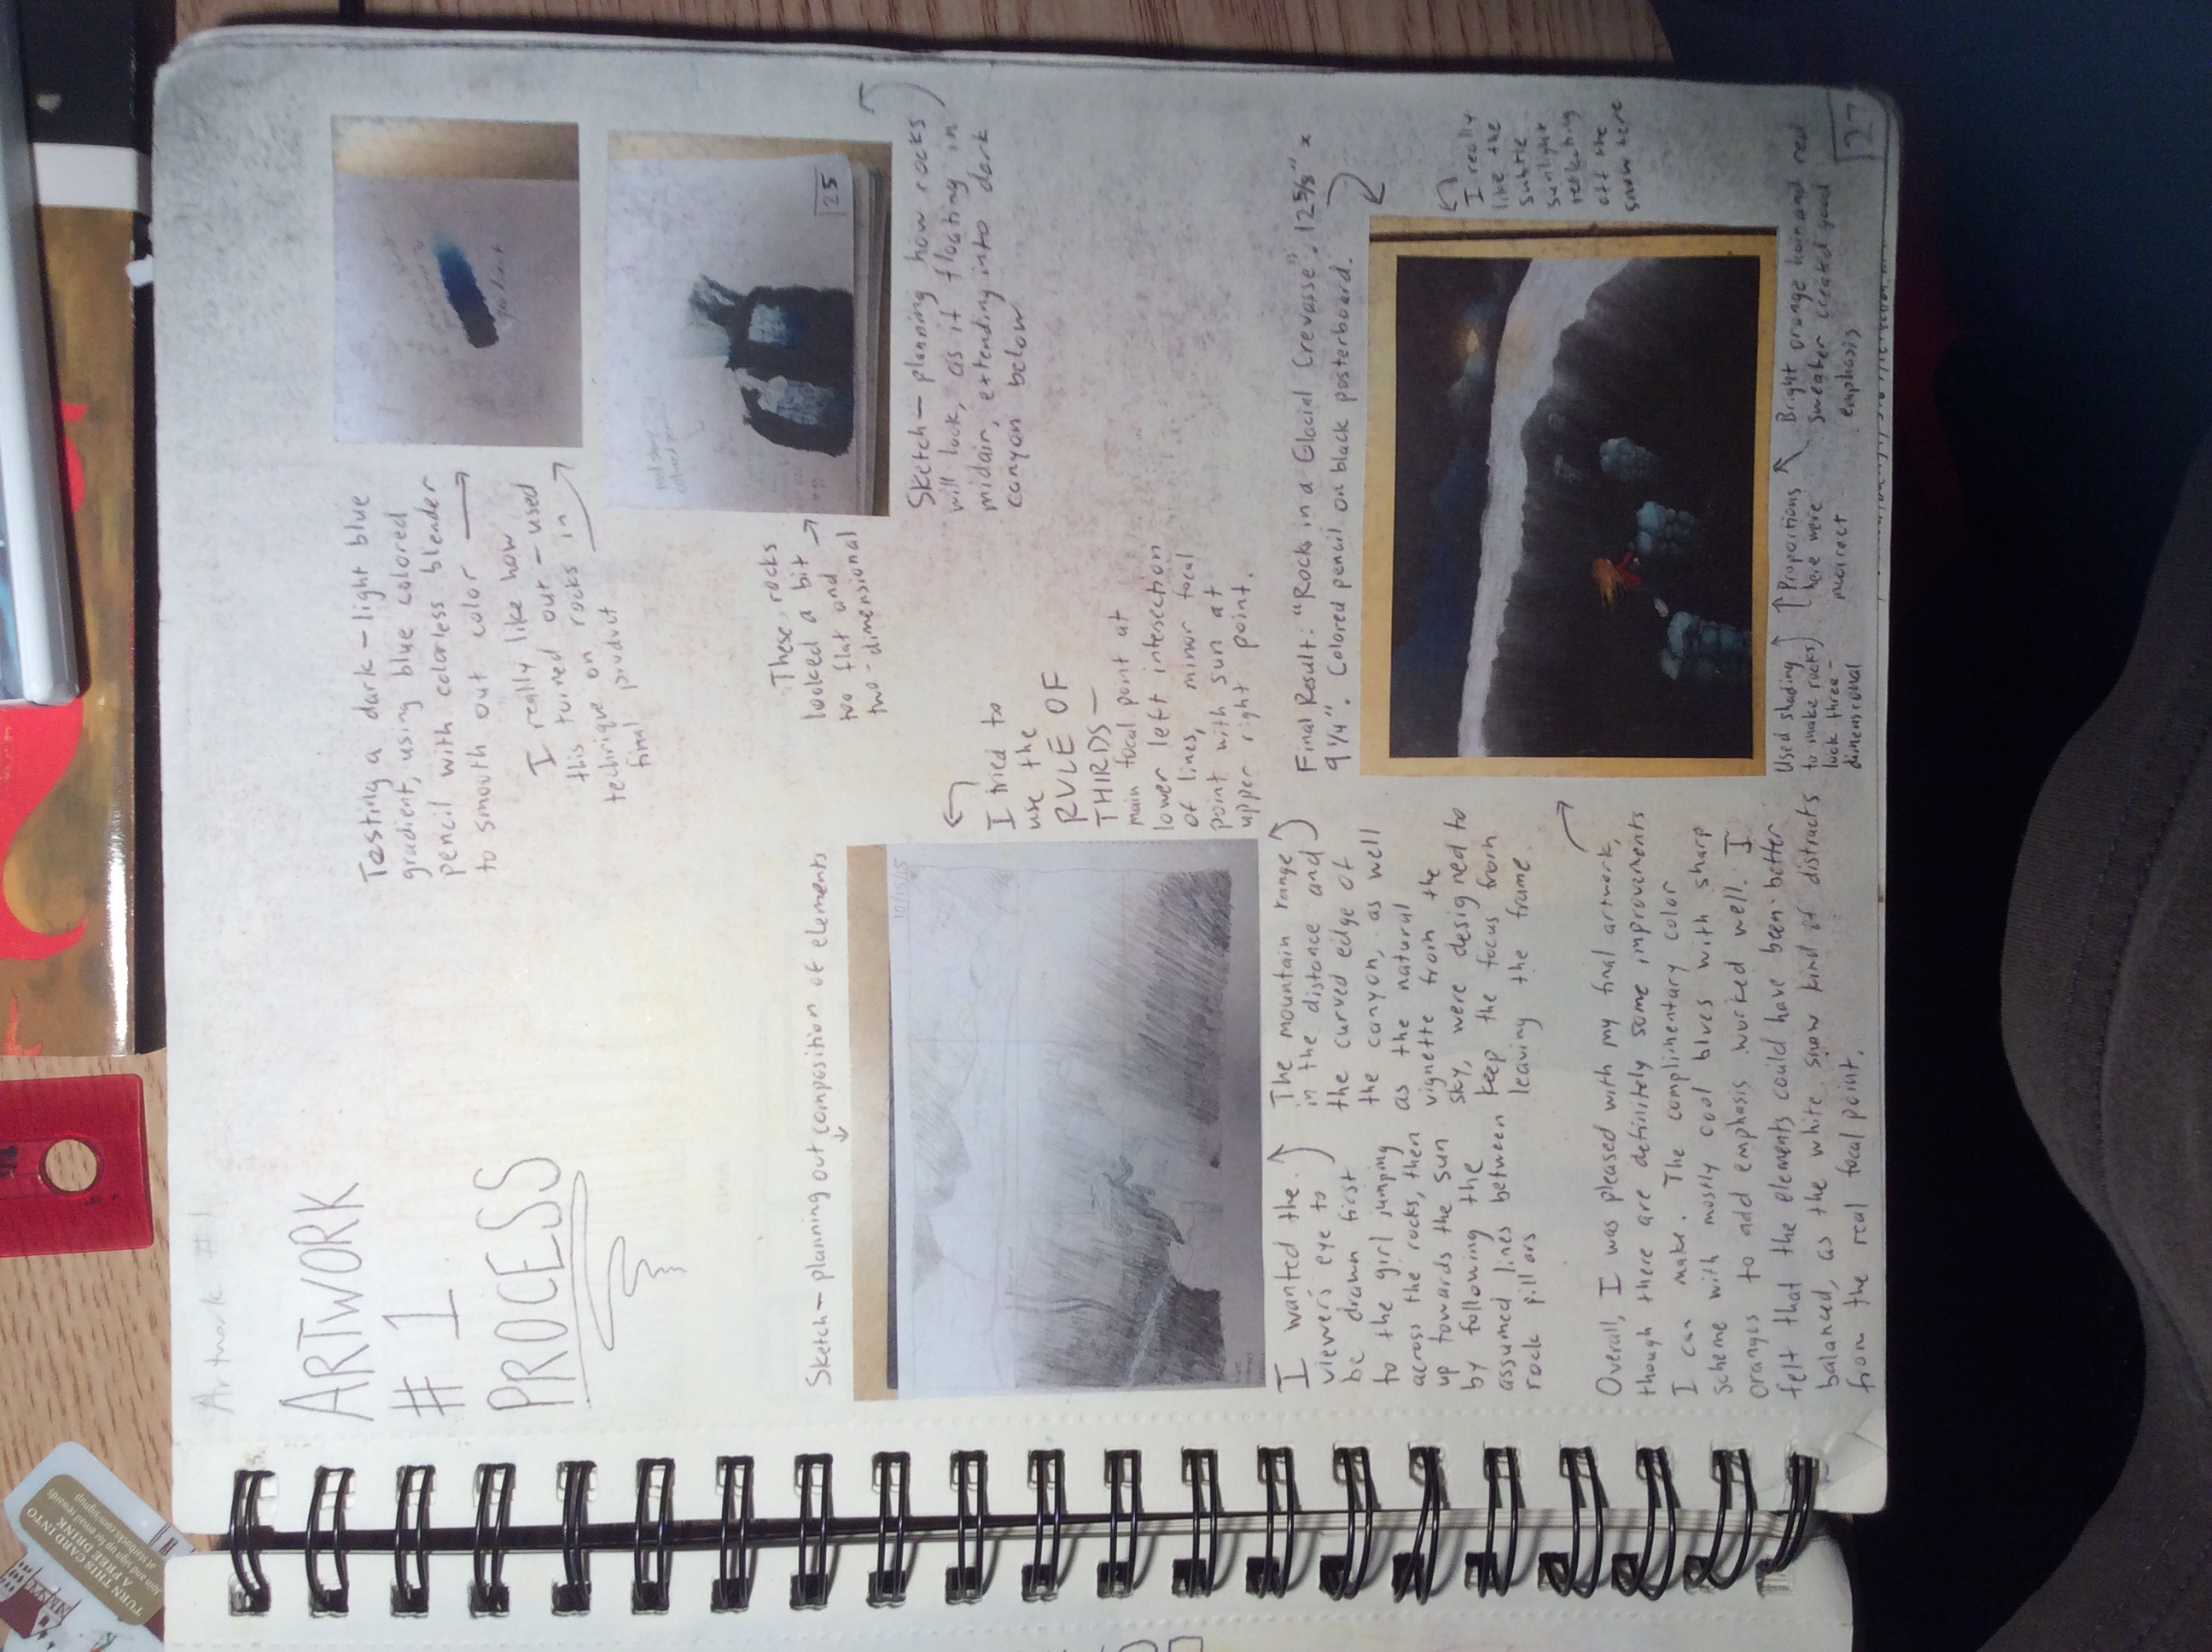 Artwork #1
ARTWORK
#1
PROCESS
Testing a dark-light blue
gradient, using blue colored
pencil with colorless blender
to smooth out color
I really like how
this turned out - used
technique on rocks in
final product
gradient
These rocks
looked a bit
too flat and
two-dimensional
25
Sketch - planning how rocks
will look, as if floating in
midair, extending into dark
canyon below
Sketch - planning out composition of elements
10/15/15
I tried to
use the
RULE OF
THIRDS -
main focal point at
lower left intersection
of lines, minor focal
point with sun at
upper right point.
I wanted the
viewer's eye to
be drawn first
to the girl jumping
across the rocks, then
up towards the sun
by following the
assumed lines between
rock pillars
The mountain range
in the distance and
the curved edge of
the canyon, as well
as the natural
vignette from the
sky, were designed to
keep the focus from
leaving the frame.
Final Result: "Rocks in a Glacial Crevasse", 12 5/8" x
9 1/4". Colored pencil on black posterboard.
I really
like the
subtle
sunlight
reflecting
off the
snow here
Overall, I was pleased with my final artwork,
though there are definitely some improvements
I can make. The complimentary color
scheme with mostly cool blues with sharp
oranges to add emphasis worked well. I
felt that the elements could have been better
balanced, as the white snow kind of distracts
from the real focal point.
Used shading
to make rocks
look three-
dimensional
Proportions
here were
Bright orange hair and red
sweater created good
emphasis
27
TURN THIS CARD INTO
A FREE DRINK
Join and sign up for email rewards
at starbucks.com/signup